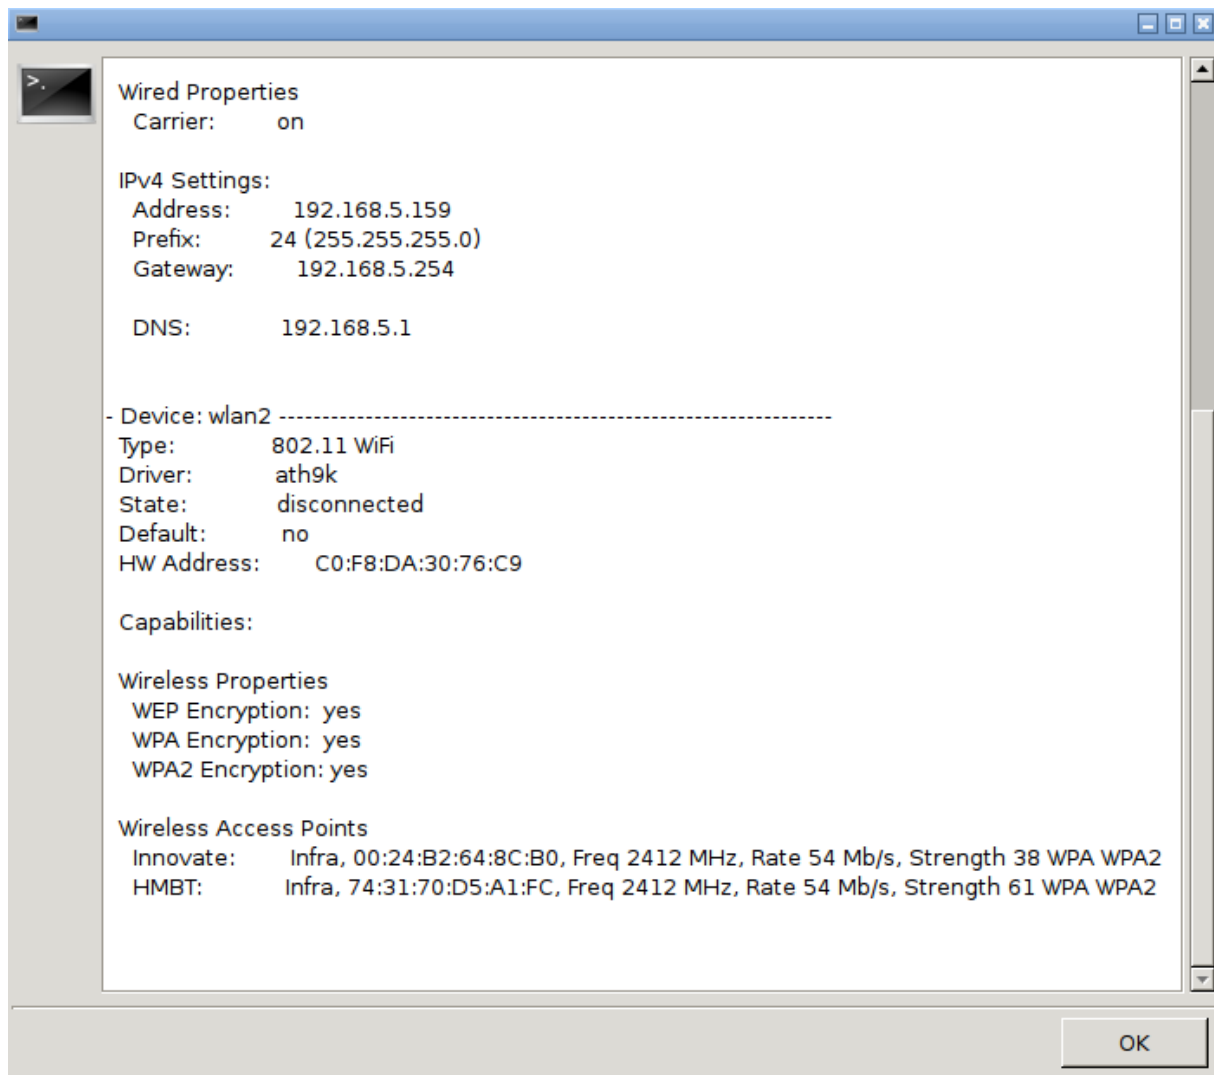 >.
Wired Properties
Carrier: on
IPv4 Settings:
Address: 192.168.5.159
Prefix: 24 (255.255.255.0)
Gateway: 192.168.5.254
DNS: 192.168.5.1
- Device: wlan2 ----------------------------------------------------------------
Type: 802.11 WiFi
Driver: ath9k
State: disconnected
Default: no
HW Address: C0:F8:DA:30:76:C9
Capabilities:
Wireless Properties
WEP Encryption: yes
WPA Encryption: yes
WPA2 Encryption: yes
Wireless Access Points
Innovate: Infra, 00:24:B2:64:8C:B0, Freq 2412 MHz, Rate 54 Mb/s, Strength 38 WPA WPA2
HMBT: Infra, 74:31:70:D5:A1:FC, Freq 2412 MHz, Rate 54 Mb/s, Strength 61 WPA WPA2
OK